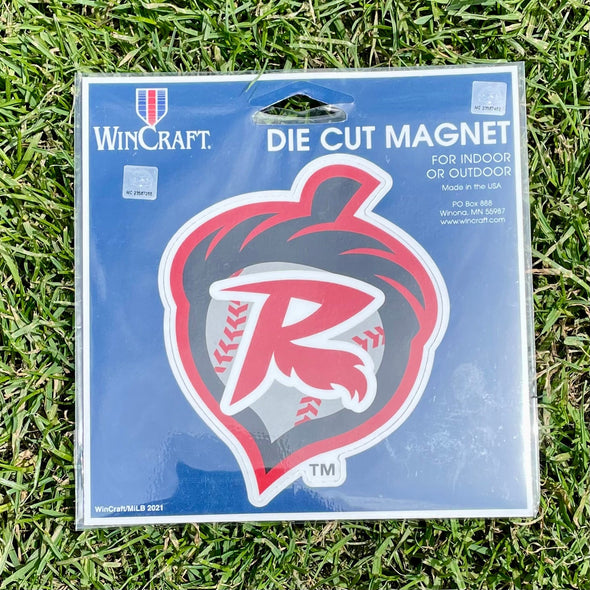 WINCRAFT.
DIE CUT MAGNET
FOR INDOOR
OR OUTDOOR
Made in the USA
PO Box 888
Winona, MN 55987
www.wincraft.com
R
TM
WinCraft/MiLB 2021